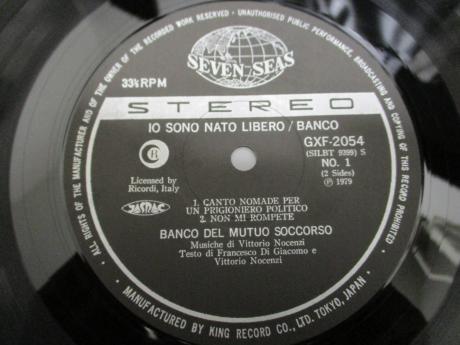 ALL RIGHTS OF THE MANUFACTURER AND OF THE OWNER OF THE RECORDED WORK RESERVED • UNAUTHORISED PUBLIC PERFORMANCE, BROADCASTING AND COPYING OF THIS RECORD PROHIBITED
SEVEN SEAS
33⅓ RPM
STEREO
IO SONO NATO LIBERO / BANCO
GXF-2054
(SILBT 9399) S
NO. 1
(2 Sides)
Ⓟ 1979
R
Licensed by
Ricordi, Italy
JASRAC
1. CANTO NOMADE PER
UN PRIGIONIERO POLITICO
2. NON MI ROMPETE
BANCO DEL MUTUO SOCCORSO
Musiche di Vittorio Nocenzi
Testo di Francesco Di Giacomo e
Vittorio Nocenzi
• MANUFACTURED BY KING RECORD CO., LTD. TOKYO, JAPAN •